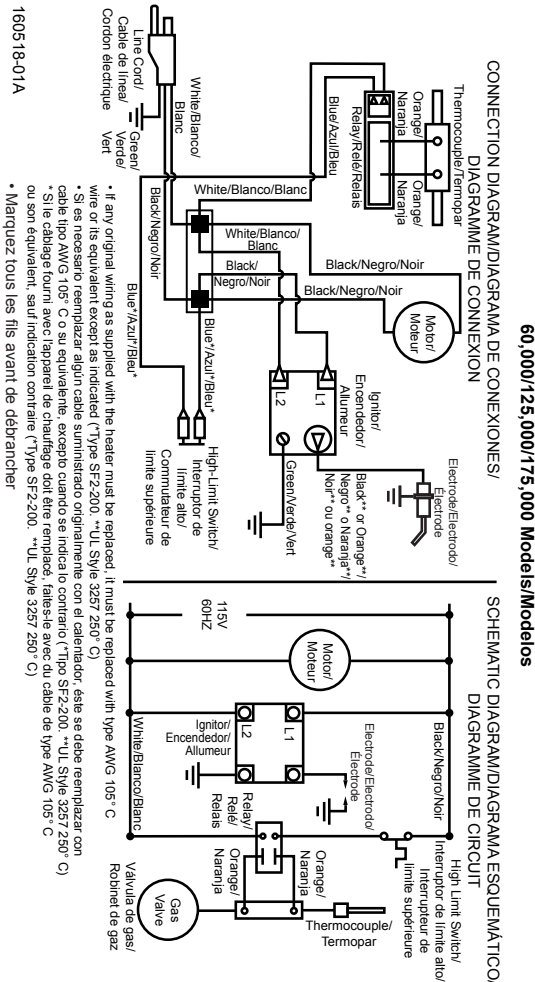 60,000/125,000/175,000 Models/Modelos
CONNECTION DIAGRAM/DIAGRAMA DE CONEXIONES/
DIAGRAMME DE CONNEXION
Thermocouple/Termopar
Orange/
Naranja
Orange/
Naranja
Relay/Relé/Relais
Blue/Azul/Bleu
White/Blanco/
Blanc
Line Cord/
Cable de línea/
Cordon électrique
Green/
Verde/
Vert
White/Blanco/Blanc
Black/Negro/Noir
White/Blanco/
Blanc
Black/
Negro/Noir
Black/Negro/Noir
Black/Negro/Noir
Motor/
Moteur
Blue*/Azul*/Bleu*
Blue*/Azul*/Bleu*
High-Limit Switch/
Interruptor de
límite alto/
Commutateur de
limite supérieure
Ignitor/
Encendedor/
Allumeur
L1
L2
Green/Verde/Vert
Black** or Orange**/
Negro** o Naranja**/
Noir** ou orange**
Electrode/Electrodo/
Électrode
• If any original wiring as supplied with the heater must be replaced, it must be replaced with type AWG 105° C
wire or its equivalent except as indicated (*Type SF2-200. **UL Style 3257 250° C)
• Si es necesario reemplazar algún cable suministrado originalmente con el calentador, éste se debe reemplazar con
cable tipo AWG 105° C o su equivalente, excepto cuando se indica lo contrario (*Tipo SF2-200. **UL Style 3257 250° C)
* Si le câblage fourni avec l'appareil de chauffage doit être remplacé, faites-le avec du câble de type AWG 105° C
ou son équivalent, sauf indication contraire (*Type SF2-200. **UL Style 3257 250° C)
• Marquez tous les fils avant de débrancher
160518-01A
SCHEMATIC DIAGRAM/DIAGRAMA ESQUEMÁTICO/
DIAGRAMME DE CIRCUIT
Black/Negro/Noir
High Limit Switch/
Interruptor de límite alto/
Interrupteur de
limite supérieure
115V
60HZ
Motor/
Moteur
L1
L2
Ignitor/
Encendedor/
Allumeur
Electrode/Electrodo/
Électrode
White/Blanco/Blanc
Relay/
Relé/
Relais
Orange/
Naranja
Orange/
Naranja
Thermocouple/
Termopar
Gas
Valve
Válvula de gas/
Robinet de gaz